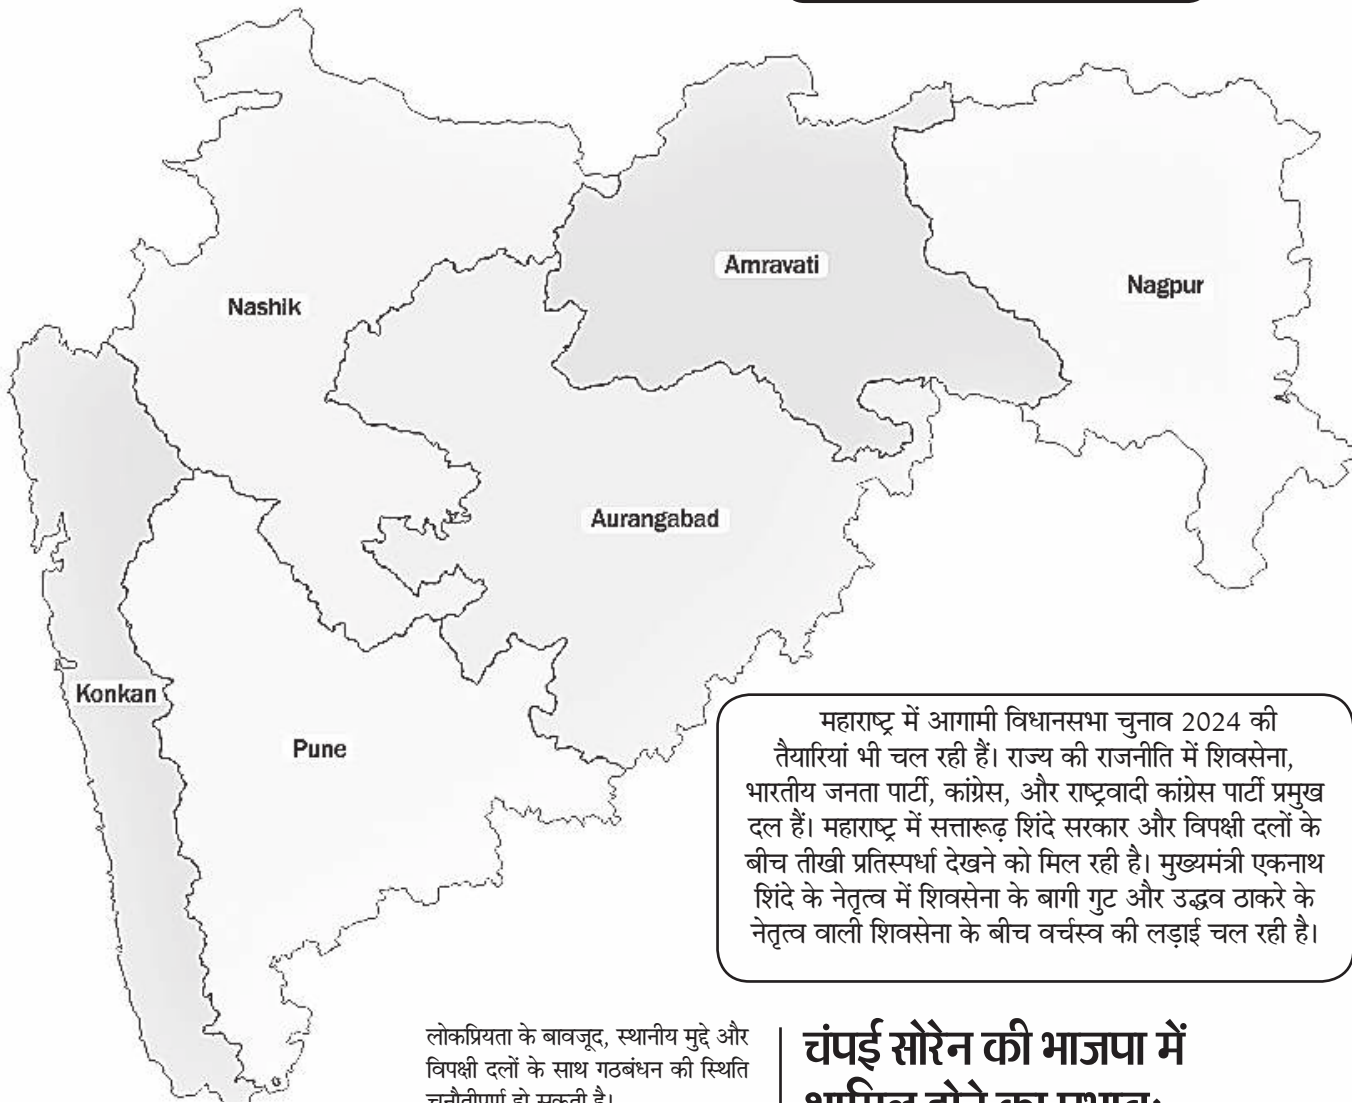 Amravati
Nagpur
Nashik
Aurangabad
Konkan
Pune
महाराष्ट्र में आगामी विधानसभा चुनाव 2024 की
तैयारियां भी चल रही हैं। राज्य की राजनीति में शिवसेना,
भारतीय जनता पार्टी, कांग्रेस, और राष्ट्रवादी कांग्रेस पार्टी प्रमुख
दल हैं। महाराष्ट्र में सत्तारूढ़ शिंदे सरकार और विपक्षी दलों के
बीच तीखी प्रतिस्पर्धा देखने को मिल रही है। मुख्यमंत्री एकनाथ
शिंदे के नेतृत्व में शिवसेना के बागी गुट और उद्धव ठाकरे के
नेतृत्व वाली शिवसेना के बीच वर्चस्व की लड़ाई चल रही है।
लोकप्रियता के बावजूद, स्थानीय मुद्दे और
विपक्षी दलों के साथ गठबंधन की स्थिति
चुनौतीपूर्ण हो सकती है।
चंपई सोरेन की भाजपा में
शामिल होने का प्रभाव: